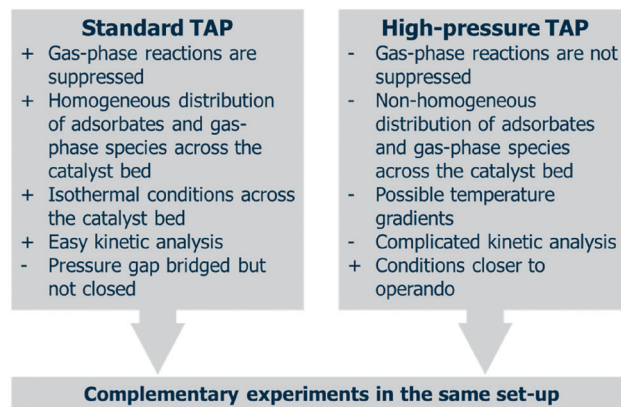 Standard TAP
+ Gas-phase reactions are
suppressed
+ Homogeneous distribution
of adsorbates and gas-
phase species across the
catalyst bed
+ Isothermal conditions across
the catalyst bed
+ Easy kinetic analysis
- Pressure gap bridged but
not closed
High-pressure TAP
- Gas-phase reactions are not
suppressed
- Non-homogeneous
distribution of adsorbates
and gas-phase species
across the catalyst bed
- Possible temperature
gradients
- Complicated kinetic analysis
+ Conditions closer to
operando
Complementary experiments in the same set-up